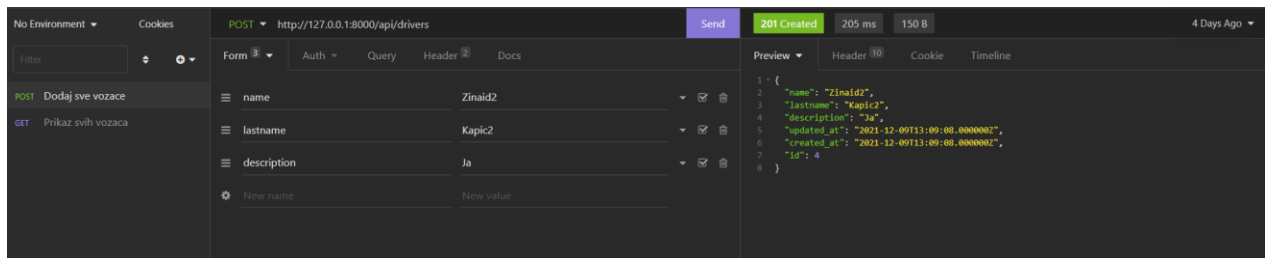 No Environment Cookies
POST http://127.0.0.1:8000/api/drivers Send
201 Created 205 ms 150 B 4 Days Ago
Filter
Form 3 Auth Query Header 2 Docs
Preview Header 10 Cookie Timeline
POST Dodaj sve vozace
GET Prikaz svih vozaca
name Zinaid2
lastname Kapic2
description Ja
New name New value
1 {
2 "name": "Zinaid2",
3 "lastname": "Kapic2",
4 "description": "Ja",
5 "updated_at": "2021-12-09T13:09:08.000000Z",
6 "created_at": "2021-12-09T13:09:08.000000Z",
7 "id": 4
8 }